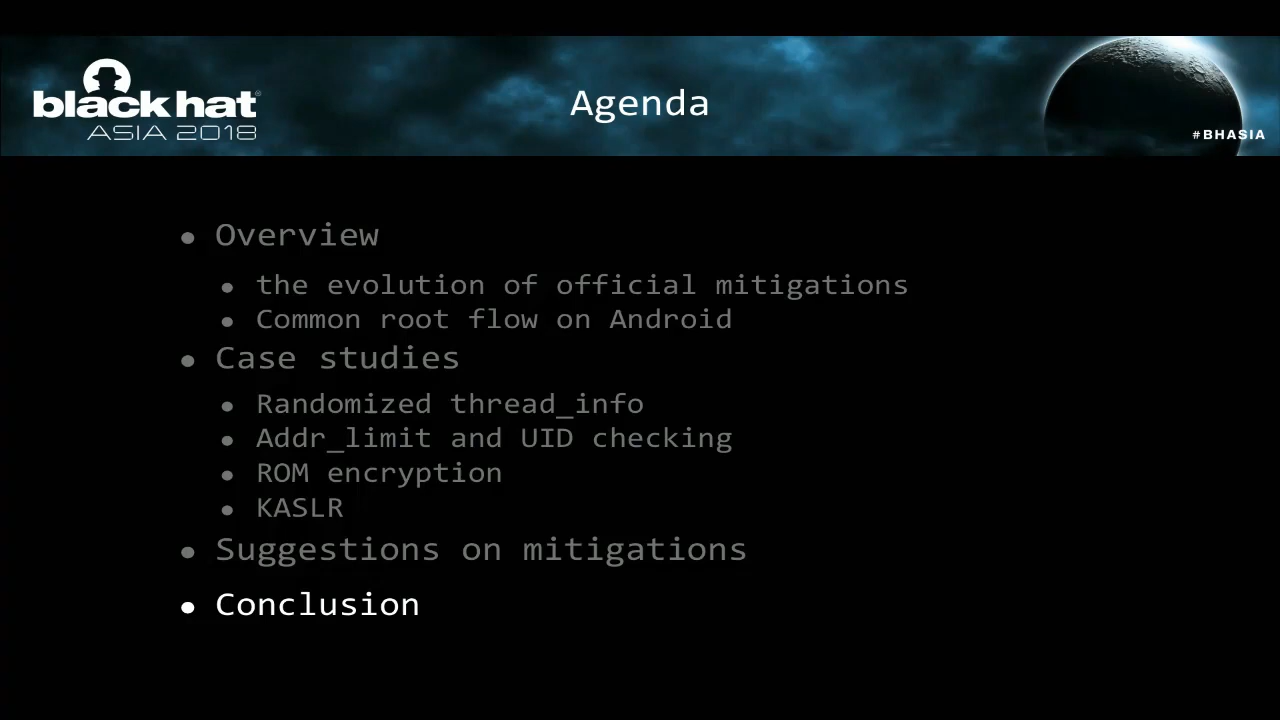 black hat®
ASIA 2018
Agenda
#BHASIA
• Overview
• the evolution of official mitigations
• Common root flow on Android
• Case studies
• Randomized thread_info
• Addr_limit and UID checking
• ROM encryption
• KASLR
• Suggestions on mitigations
• Conclusion